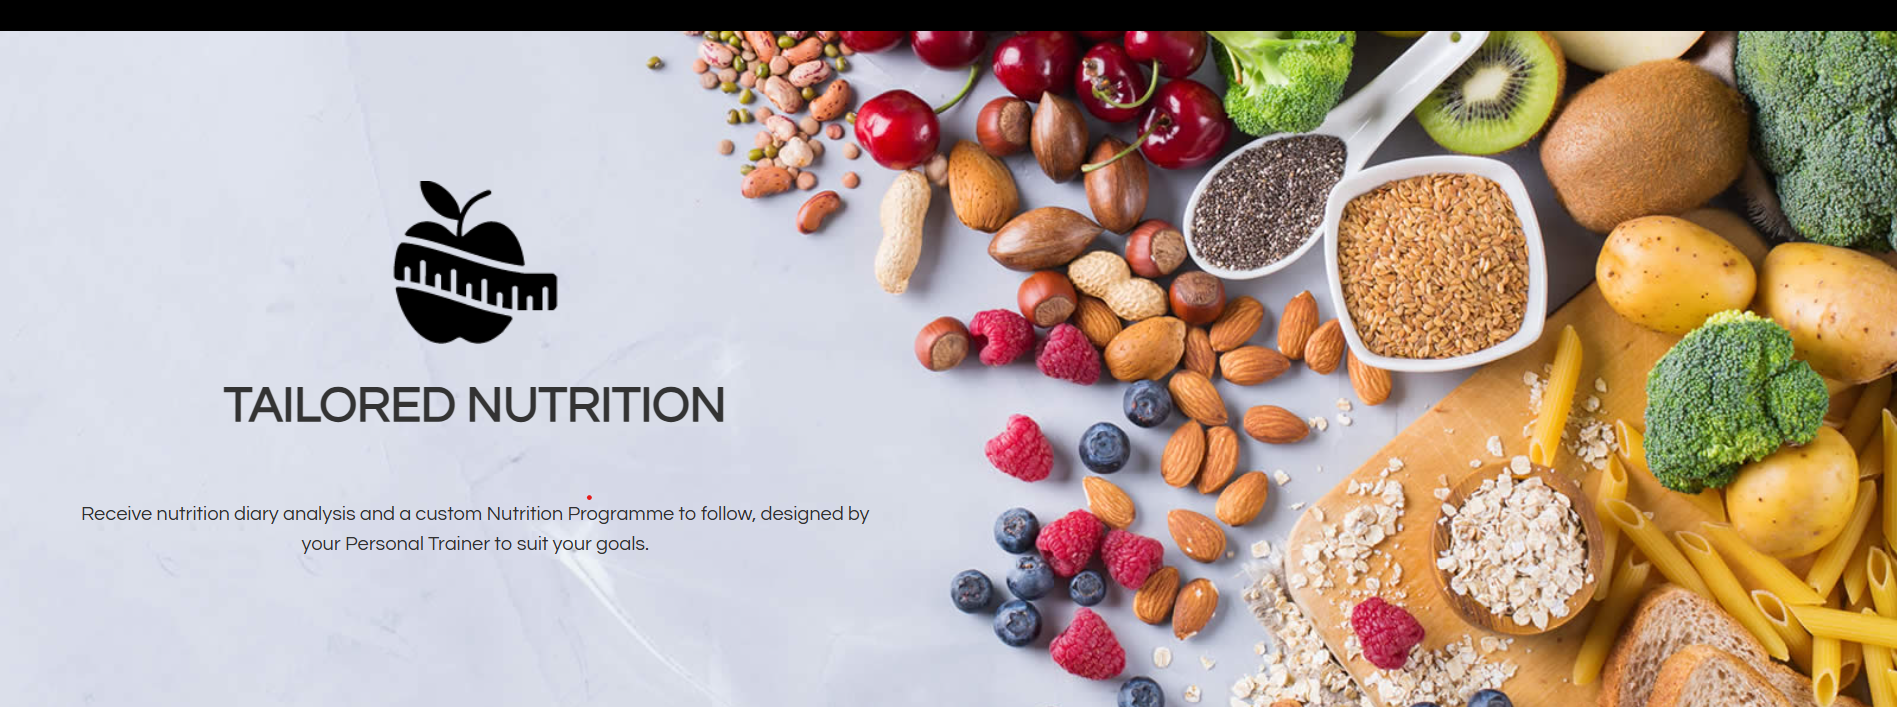 TAILORED NUTRITION
Receive nutrition diary analysis and a custom Nutrition Programme to follow, designed by
your Personal Trainer to suit your goals.